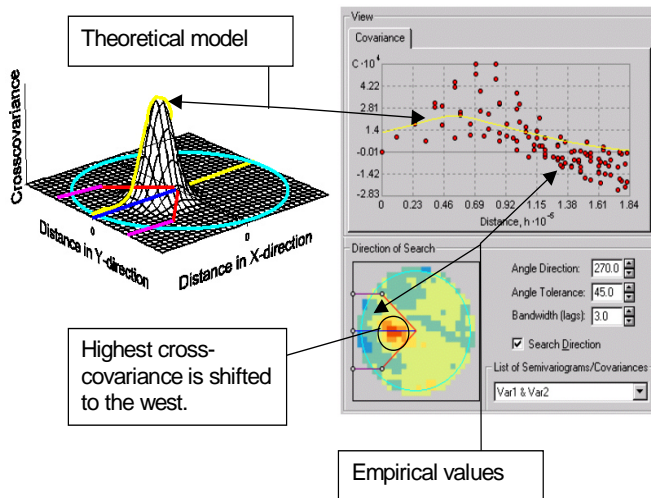 Theoretical model
Crosscovariance
0
0
Distance in Y-direction
Distance in X-direction
Highest cross-
covariance is shifted
to the west.
View
Covariance
C · 10⁴
4.22
2.81
1.4
-0.01
-1.42
-2.83
0 0.23 0.46 0.69 0.92 1.15 1.38 1.61 1.84
Distance, h · 10⁻⁵
Direction of Search
Angle Direction: 270.0
Angle Tolerance: 45.0
Bandwidth (lags): 3.0
Search Direction
List of Semivariograms/Covariances
Var1 & Var2
Empirical values